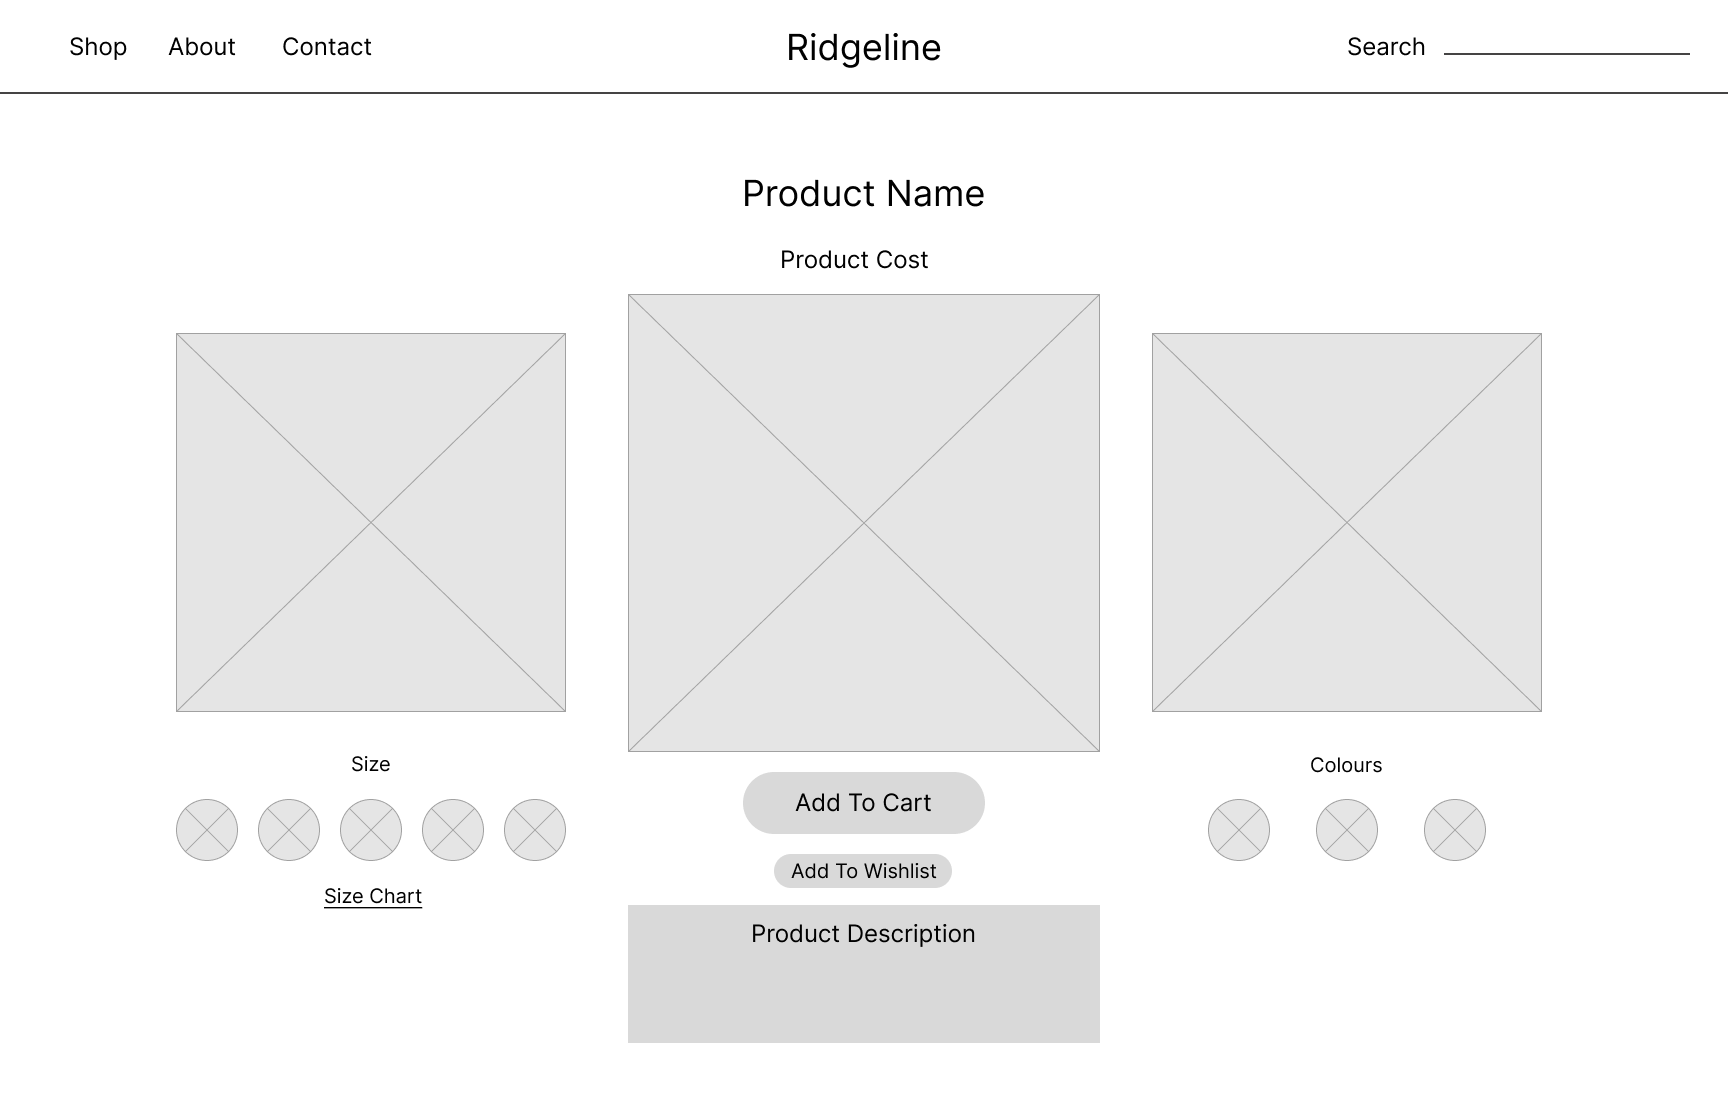 Shop About Contact Ridgeline Search
Product Name
Product Cost
Size
Colours
Add To Cart
Add To Wishlist
Size Chart
Product Description